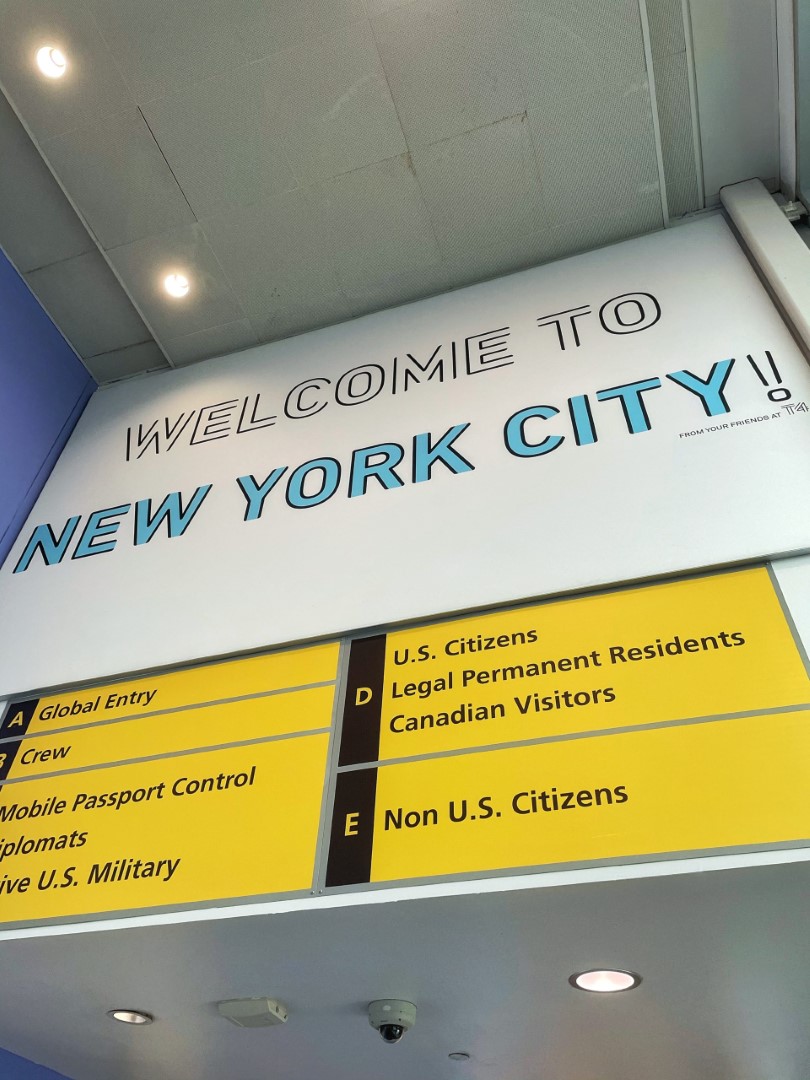 WELCOME TO
NEW YORK CITY!!
FROM YOUR FRIENDS AT T4
A Global Entry
B Crew
Mobile Passport Control
iplomats
ive U.S. Military
D U.S. Citizens
Legal Permanent Residents
Canadian Visitors
E Non U.S. Citizens